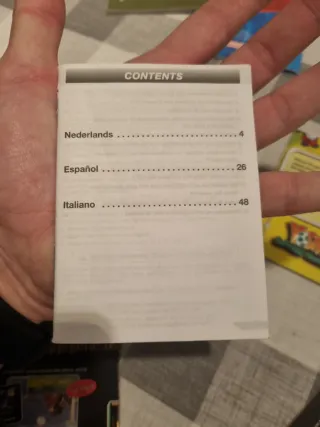 CONTENTS
Nederlands ........................... 4
Español ............................... 26
Italiano ............................... 48